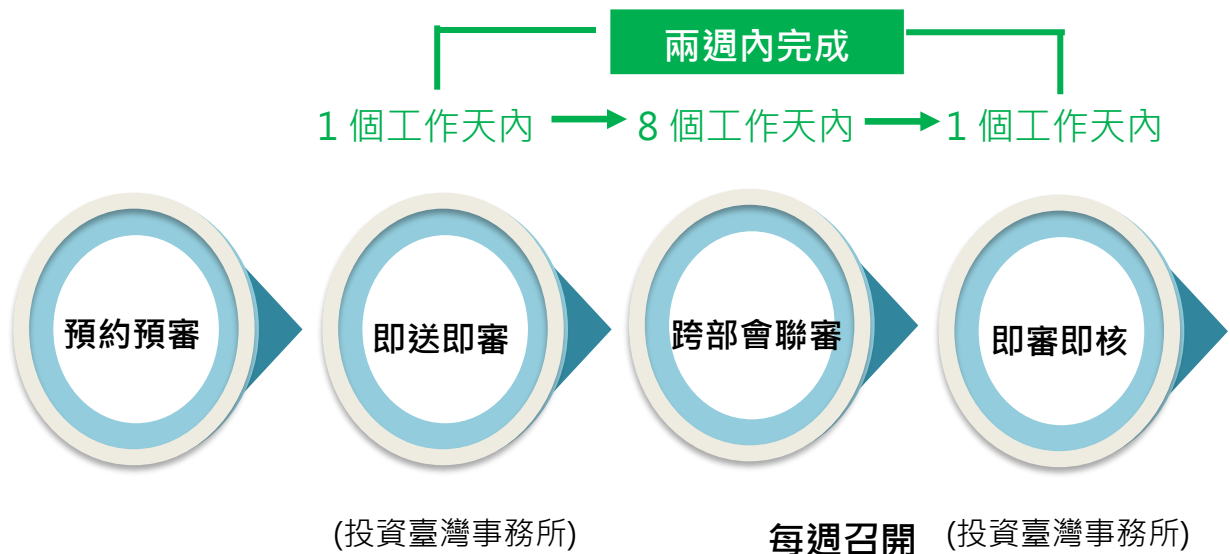 兩週內完成
1 個工作天內
8 個工作天內
1 個工作天內
預約預審
即送即審
跨部會聯審
即審即核
(投資臺灣事務所)
每週召開
(投資臺灣事務所)